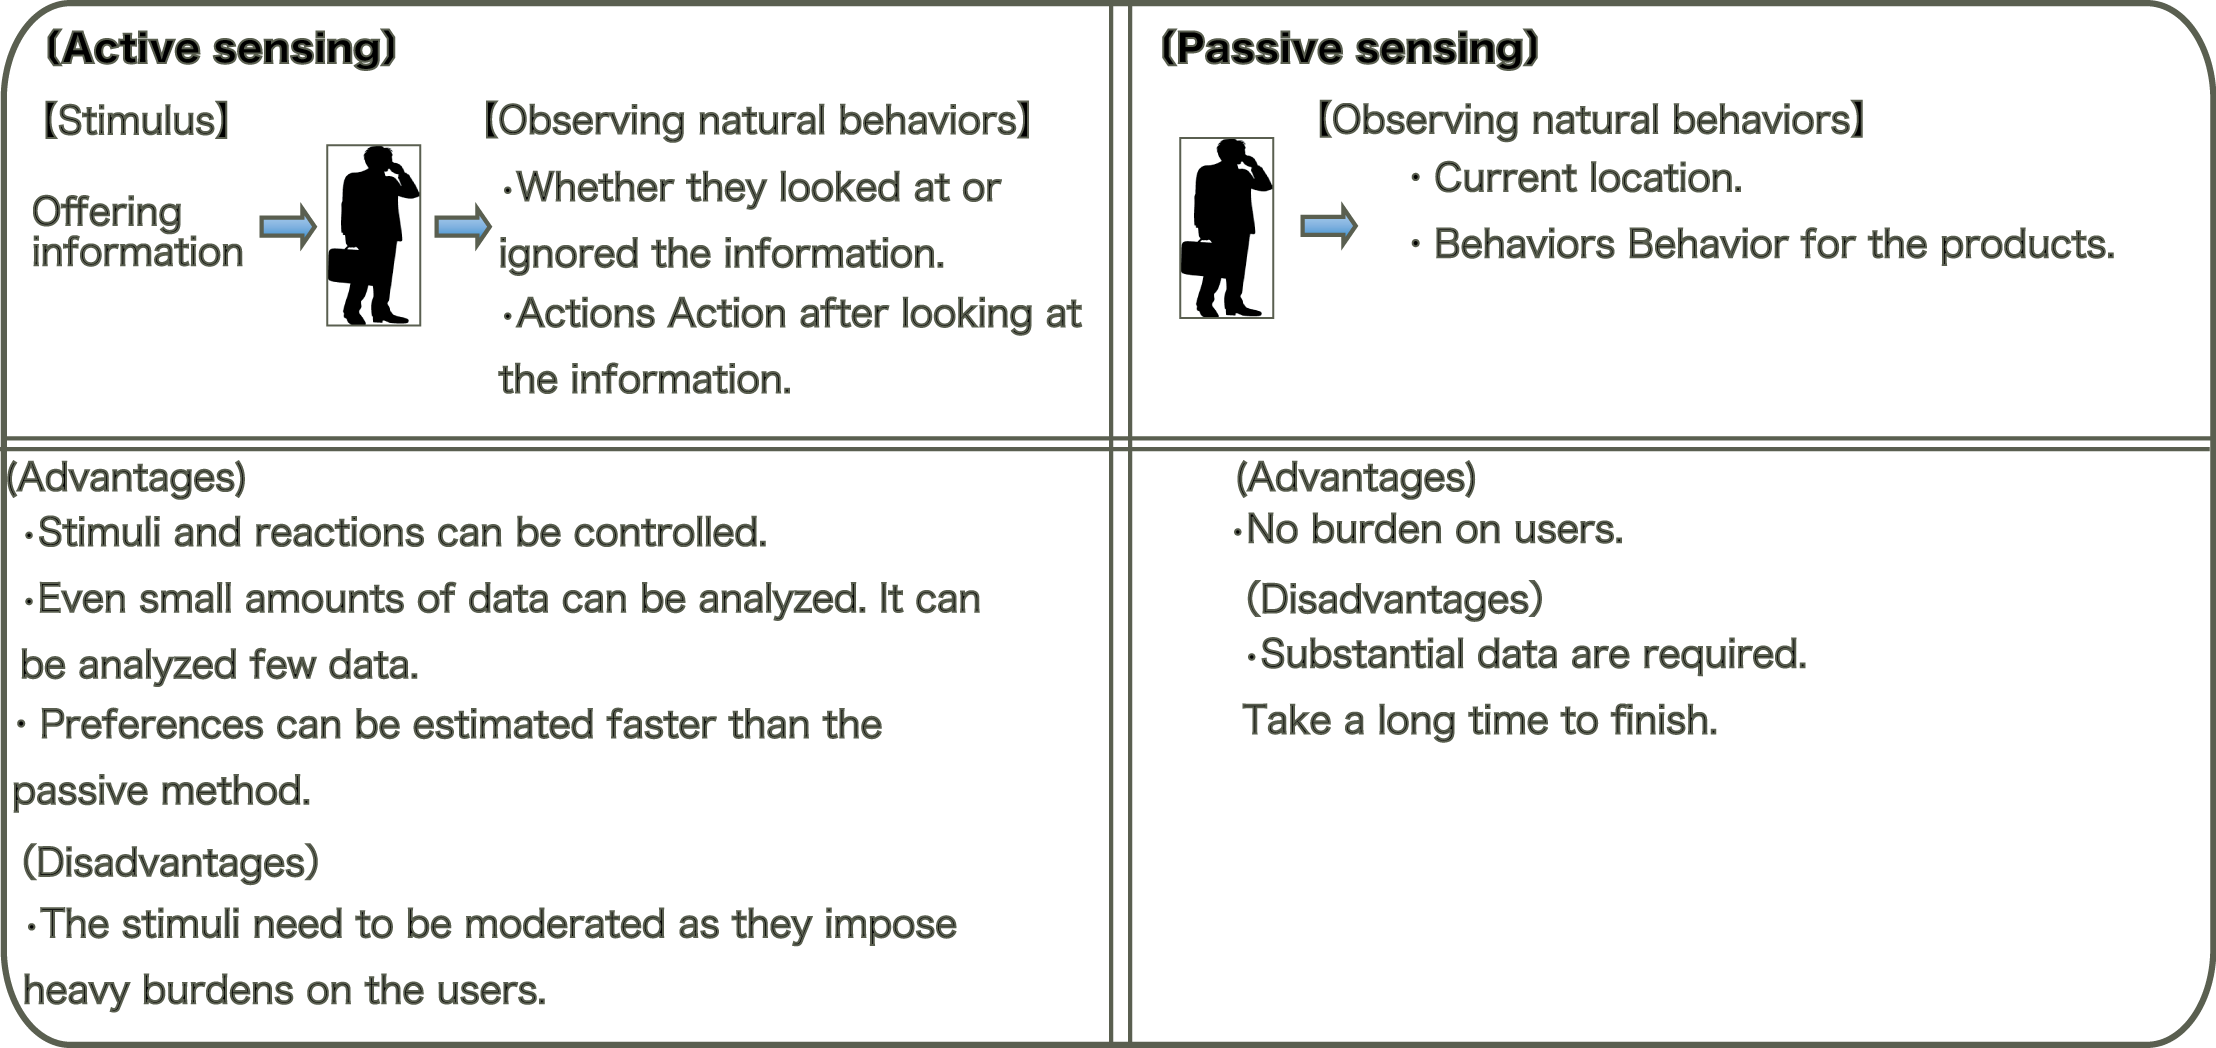 (Active sensing)
【Stimulus】
Offering
information
【Observing natural behaviors】
・Whether they looked at or
ignored the information.
・Actions Action after looking at
the information.
(Passive sensing)
【Observing natural behaviors】
・ Current location.
・ Behaviors Behavior for the products.
(Advantages)
・Stimuli and reactions can be controlled.
・Even small amounts of data can be analyzed. It can
be analyzed few data.
・ Preferences can be estimated faster than the
passive method.
(Disadvantages)
・The stimuli need to be moderated as they impose
heavy burdens on the users.
(Advantages)
・No burden on users.
(Disadvantages)
・Substantial data are required.
Take a long time to finish.